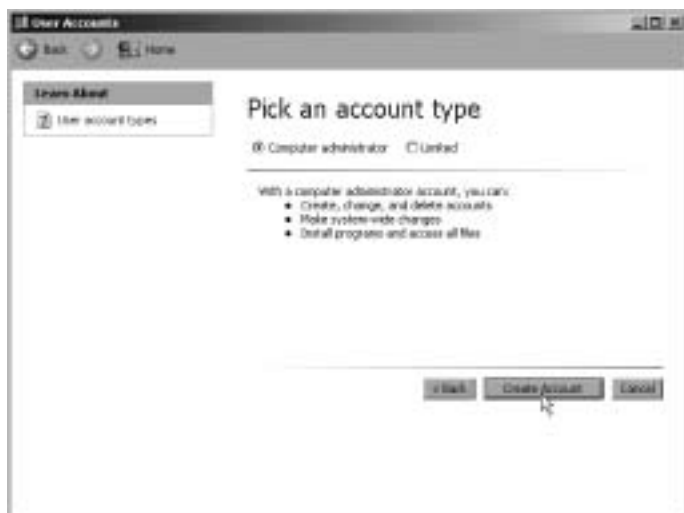 User Accounts
Back Home
Learn About
User account types
Pick an account type
Computer administrator Limited
With a computer administrator account, you can:
Create, change, and delete accounts
Make system-wide changes
Install programs and access all files
< Back Create Account Cancel